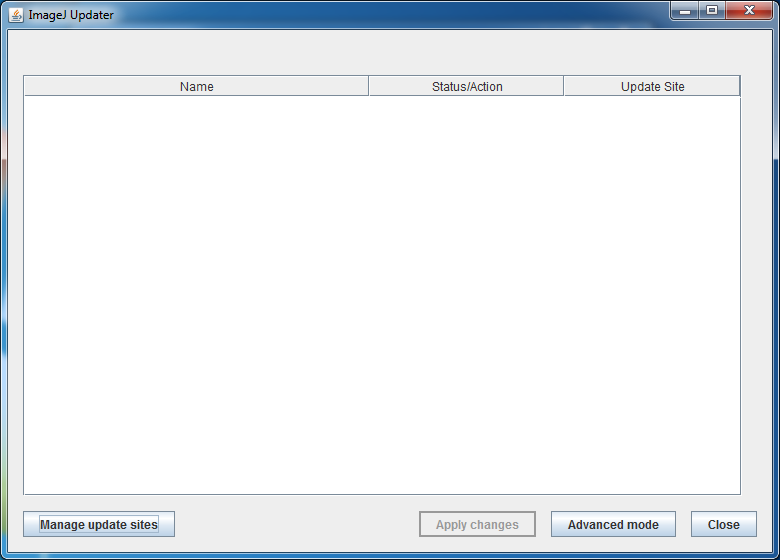 ImageJ Updater
Name Status/Action Update Site
Manage update sites Apply changes Advanced mode Close